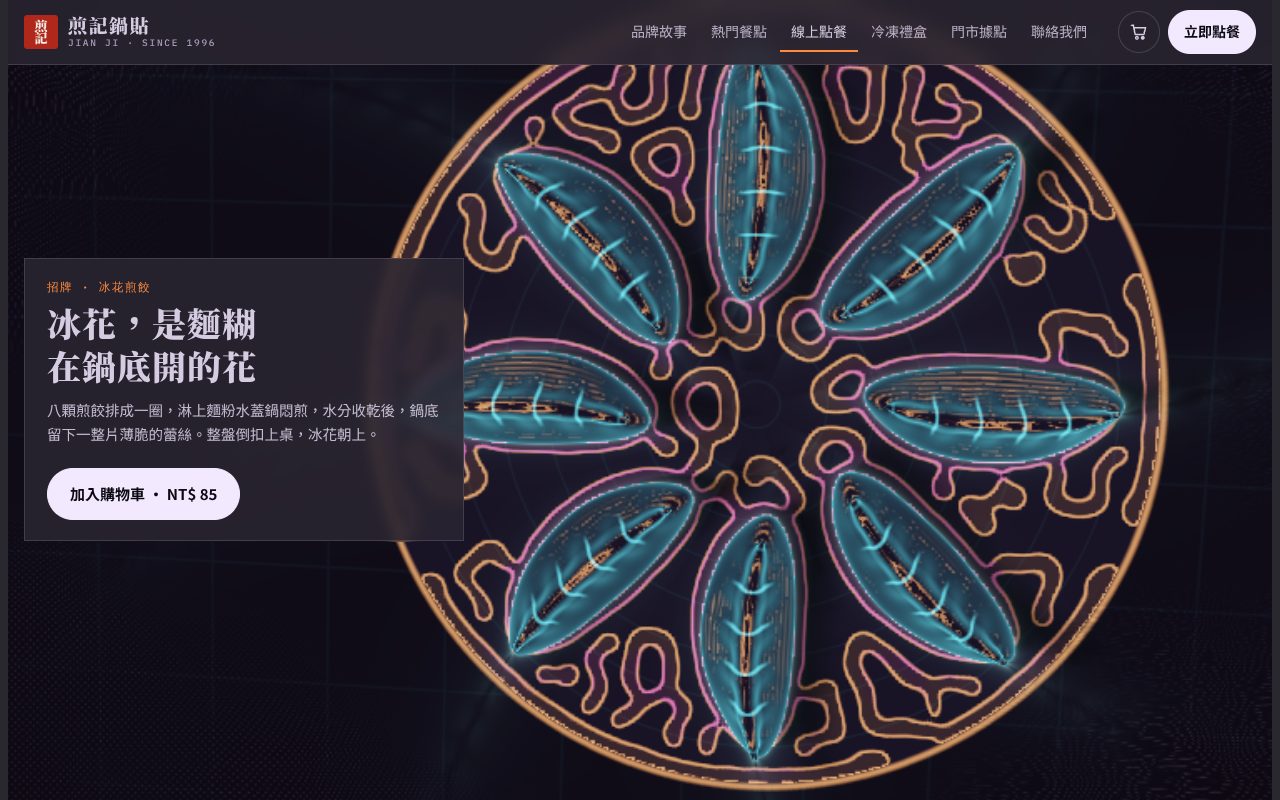 煎記
煎記鍋貼
JIAN JI · SINCE 1996
品牌故事
熱門餐點
線上點餐
冷凍禮盒
門市據點
聯絡我們
立即點餐
招牌 · 冰花煎餃
冰花，是麵糊
在鍋底開的花
八顆煎餃排成一圈，淋上麵粉水蓋鍋悶煎，水分收乾後，鍋底
留下一整片薄脆的蕾絲。整盤倒扣上桌，冰花朝上。
加入購物車 · NT$ 85